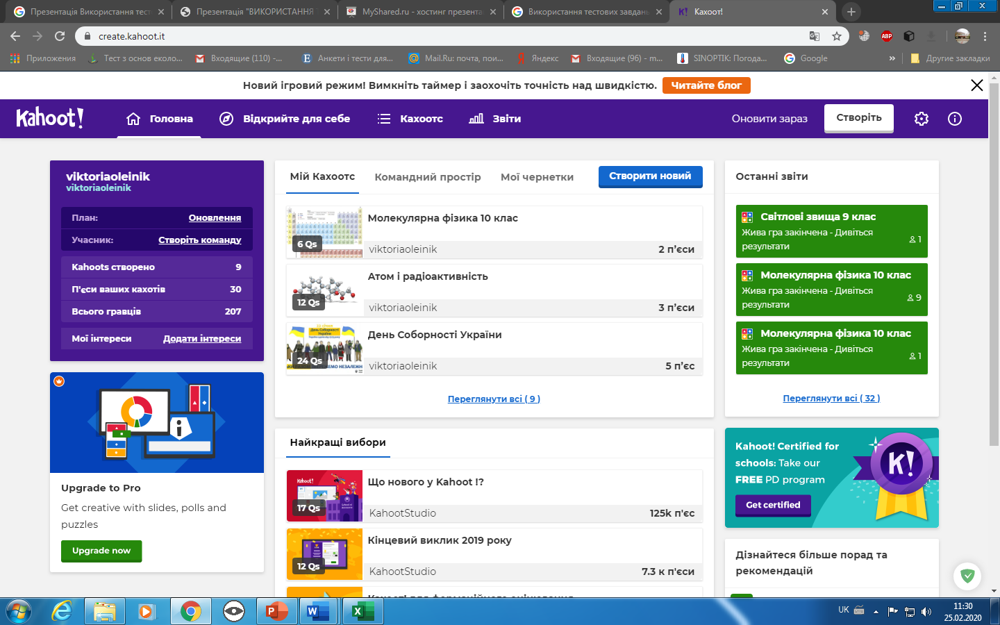 Презентація Використання тест
Презентація "ВИКОРИСТАННЯ
MyShared.ru - хостинг презента
Використання тестових завдань
Кахоот!
create.kahoot.it
ABP
Приложения
Тест з основ еколо...
Входящие (110) -...
Анкети і тести для...
Mail.Ru: почта, пои...
Яндекс
Входящие (96) - m...
SINOPTIK: Погода...
Google
»
Другие закладки
Новий ігровий режим! Вимкніть таймер і заохочіть точність над швидкістю.
Читайте блог
Kahoot!
Головна
Відкрийте для себе
Кахоотс
Звіти
Оновити зараз
Створіть
viktoriaoleinik
viktoriaoleinik
План: Оновлення
Учасник: Створіть команду
Kahoots створено 9
П'єси ваших кахотів 30
Всього гравців 207
Мої інтереси Додати інтереси
Upgrade to Pro
Get creative with slides, polls and
puzzles
Upgrade now
Мій Кахоотс
Командний простір
Мої чернетки
Створити новий
Молекулярна фізика 10 клас
6 Qs
viktoriaoleinik 2 п’єси
Атом і радіоактивність
12 Qs
viktoriaoleinik 3 п’єси
День Соборності України
День Соборності
України
24 Qs
viktoriaoleinik 5 п’єс
Переглянути всі ( 9 )
Найкращі вибори
Kahoot!
Що нового у Kahoot !?
17 Qs
KahootStudio 125k п'єс
Кінцевий виклик 2019 року
12 Qs
KahootStudio 7.3 к п'єси
Останні звіти
Світлові звища 9 клас
Жива гра закінчена - Дивіться
результати
1
Молекулярна фізика 10 клас
Жива гра закінчена - Дивіться
результати
9
Молекулярна фізика 10 клас
Жива гра закінчена - Дивіться
результати
1
Переглянути всі ( 32 )
Kahoot! Certified for
schools: Take our
FREE PD program
Get certified
K!
Дізнайтеся більше порад та
рекомендацій
UK
11:30
25.02.2020